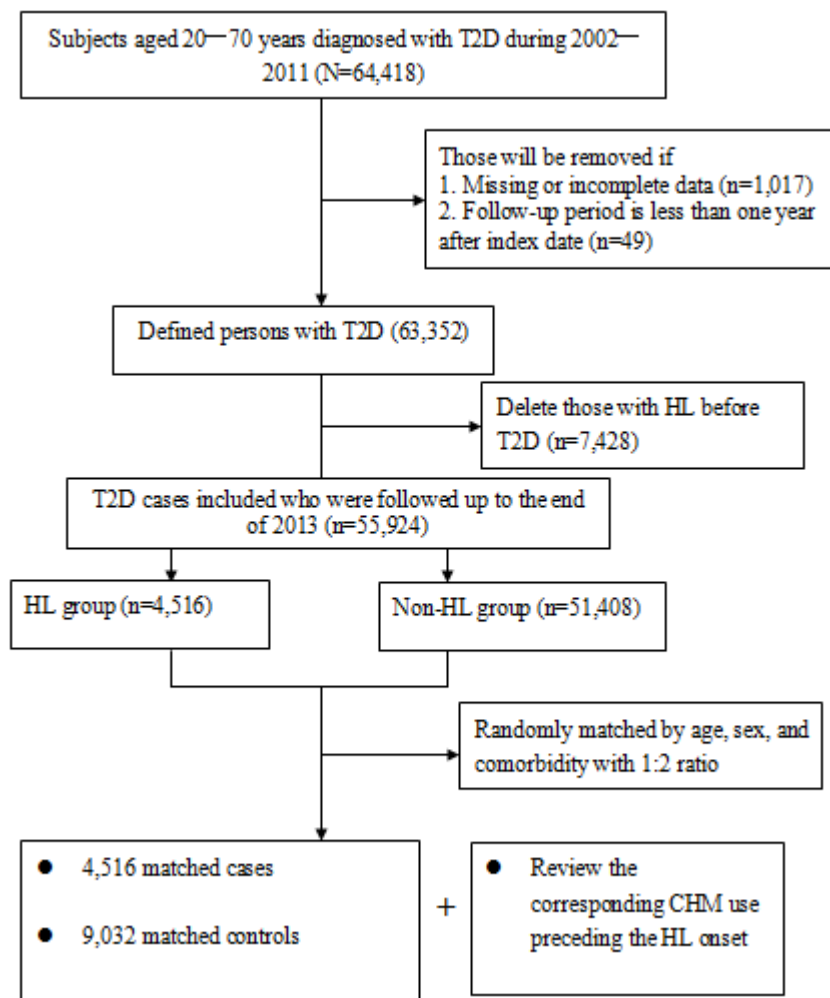 Subjects aged 20—70 years diagnosed with T2D during 2002—
2011 (N=64,418)
Those will be removed if
1. Missing or incomplete data (n=1,017)
2. Follow-up period is less than one year
after index date (n=49)
Defined persons with T2D (63,352)
Delete those with HL before
T2D (n=7,428)
T2D cases included who were followed up to the end
of 2013 (n=55,924)
HL group (n=4,516)
Non-HL group (n=51,408)
Randomly matched by age, sex, and
comorbidity with 1:2 ratio
● 4,516 matched cases
● 9,032 matched controls
+
● Review the
corresponding CHM use
preceding the HL onset